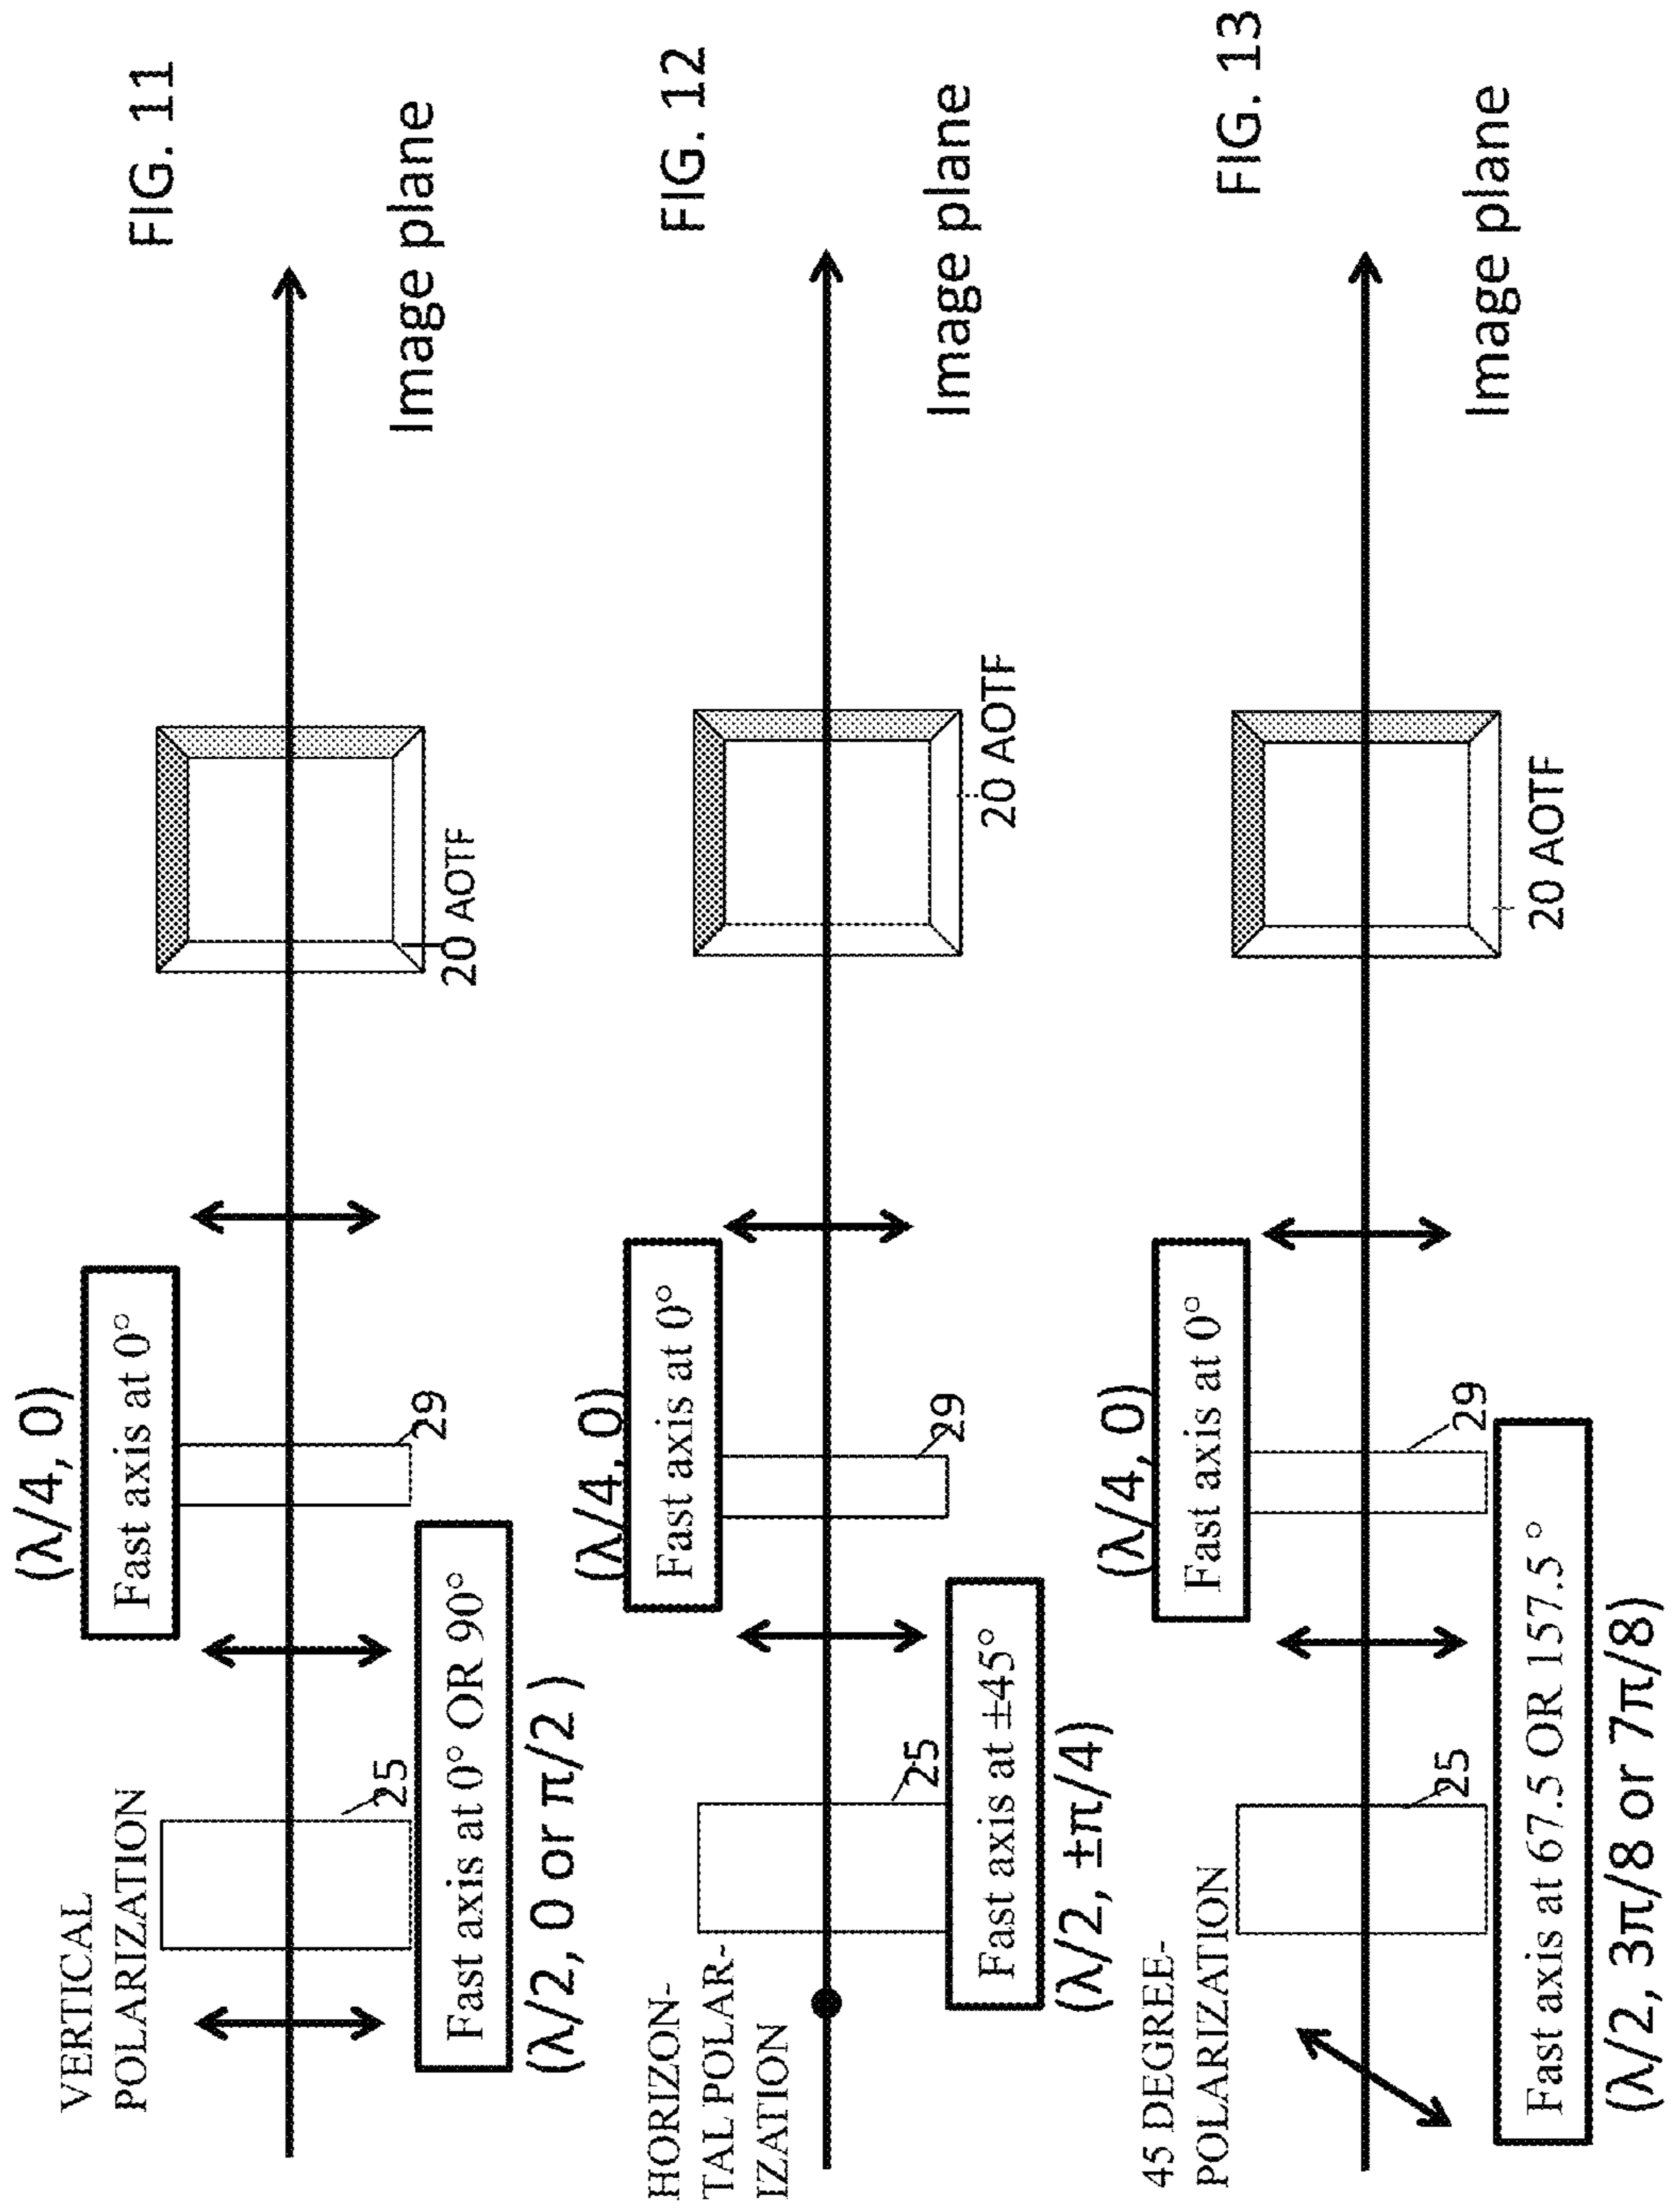 FIG. 11
(λ/4, 0)
Fast axis at 0°
VERTICAL
POLARIZATION
25
29
20 AOTF
Image plane
Fast axis at 0° OR 90°
(λ/2, 0 or π/2 )
FIG. 12
(λ/4, 0)
Fast axis at 0°
HORIZON-
TAL POLAR-
IZATION
25
29
20 AOTF
Image plane
Fast axis at ±45°
(λ/2, ±π/4)
FIG. 13
(λ/4, 0)
Fast axis at 0°
45 DEGREE-
POLARIZATION
25
29
20 AOTF
Image plane
Fast axis at 67.5 OR 157.5 °
(λ/2, 3π/8 or 7π/8)